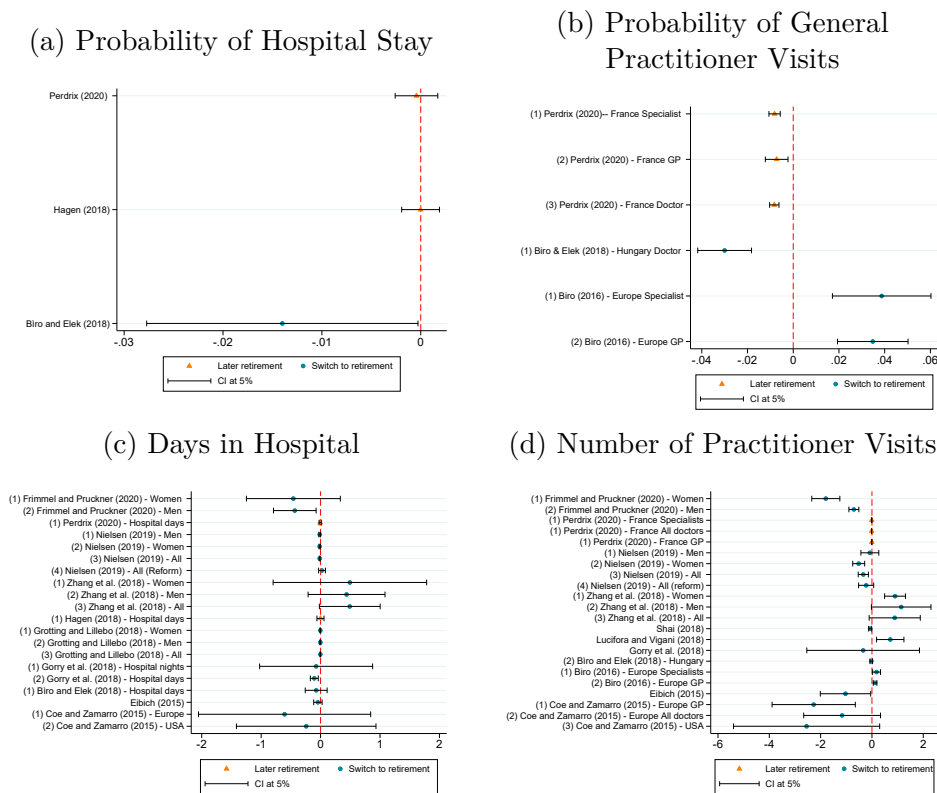 (a) Probability of Hospital Stay
Perdrix (2020)
Hagen (2018)
Biro and Elek (2018)
-.03 -.02 -.01 0
Later retirement Switch to retirement
CI at 5%
(b) Probability of General
Practitioner Visits
(1) Perdrix (2020)-- France Specialist
(2) Perdrix (2020) - France GP
(3) Perdrix (2020) - France Doctor
(1) Biro & Elek (2018) - Hungary Doctor
(1) Biro (2016) - Europe Specialist
(2) Biro (2016) - Europe GP
-.04 -.02 0 .02 .04 .06
Later retirement Switch to retirement
CI at 5%
(c) Days in Hospital
(1) Frimmel and Pruckner (2020) - Women
(2) Frimmel and Pruckner (2020) - Men
(1) Perdrix (2020) - Hospital days
(1) Nielsen (2019) - Men
(2) Nielsen (2019) - Women
(3) Nielsen (2019) - All
(4) Nielsen (2019) - All (Reform)
(1) Zhang et al. (2018) - Women
(2) Zhang et al. (2018) - Men
(3) Zhang et al. (2018) - All
(1) Hagen (2018) - Hospital days
(1) Grotting and Lillebo (2018) - Women
(2) Grotting and Lillebo (2018) - Men
(3) Grotting and Lillebo (2018) - All
(1) Gorry et al. (2018) - Hospital nights
(2) Gorry et al. (2018) - Hospital days
(1) Bìro and Elek (2018) - Hospital days
Eibich (2015)
(1) Coe and Zamarro (2015) - Europe
(2) Coe and Zamarro (2015) - USA
-2 -1 0 1 2
Later retirement Switch to retirement
CI at 5%
(d) Number of Practitioner Visits
(1) Frimmel and Pruckner (2020) - Women
(2) Frimmel and Pruckner (2020) - Men
(1) Perdrix (2020) - France Specialists
(1) Perdrix (2020) - France All doctors
(1) Perdrix (2020) - France GP
(1) Nielsen (2019) - Men
(2) Nielsen (2019) - Women
(3) Nielsen (2019) - All
(4) Nielsen (2019) - All (reform)
(1) Zhang et al. (2018) - Women
(2) Zhang et al. (2018) - Men
(3) Zhang et al. (2018) - All
Shai (2018)
Lucifora and Vigani (2018)
Gorry et al. (2018)
(2) Bìro and Elek (2018) - Hungary
(1) Biro (2016) - Europe Specialists
(2) Biro (2016) - Europe GP
Eibich (2015)
(1) Coe and Zamarro (2015) - Europe GP
(2) Coe and Zamarro (2015) - Europe All doctors
(3) Coe and Zamarro (2015) - USA
-6 -4 -2 0 2
Later retirement Switch to retirement
CI at 5%